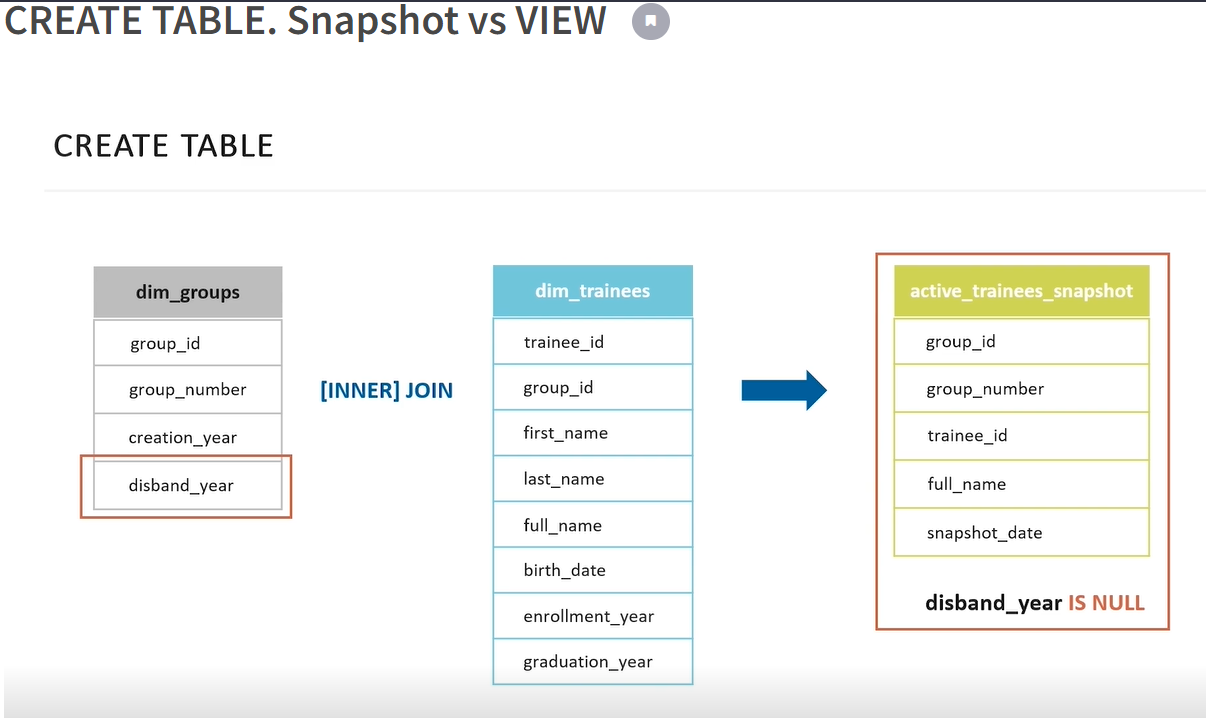 CREATE TABLE. Snapshot vs VIEW
CREATE TABLE
dim_groups
group_id
group_number
creation_year
disband_year
[INNER] JOIN
dim_trainees
trainee_id
group_id
first_name
last_name
full_name
birth_date
enrollment_year
graduation_year
active_trainees_snapshot
group_id
group_number
trainee_id
full_name
snapshot_date
disband_year IS NULL